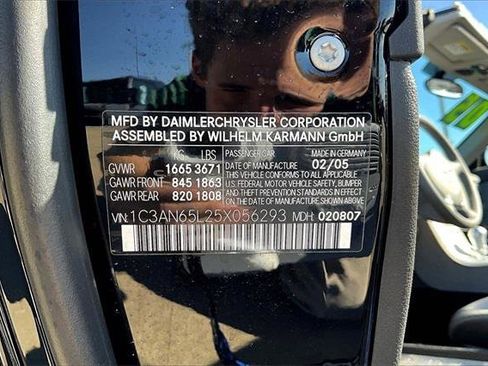 MFD BY DAIMLERCHRYSLER CORPORATION
ASSEMBLED BY WILHELM KARMANN GmbH
KG LBS PASSENGER CAR MADE IN GERMANY
GVWR 1665 3671 DATE OF MANUFACTURE 02/05
GAWR FRONT 845 1863 THIS VEHICLE CONFORMS TO ALL APPLICABLE
U.S. FEDERAL MOTOR VEHICLE SAFETY, BUMPER
GAWR REAR 820 1808 AND THEFT PREVENTION STANDARDS IN EFFECT
ON THE DATE OF MANUFACTURE SHOWN ABOVE
VIN: 1C3AN65L25X056293 MDH: 020807